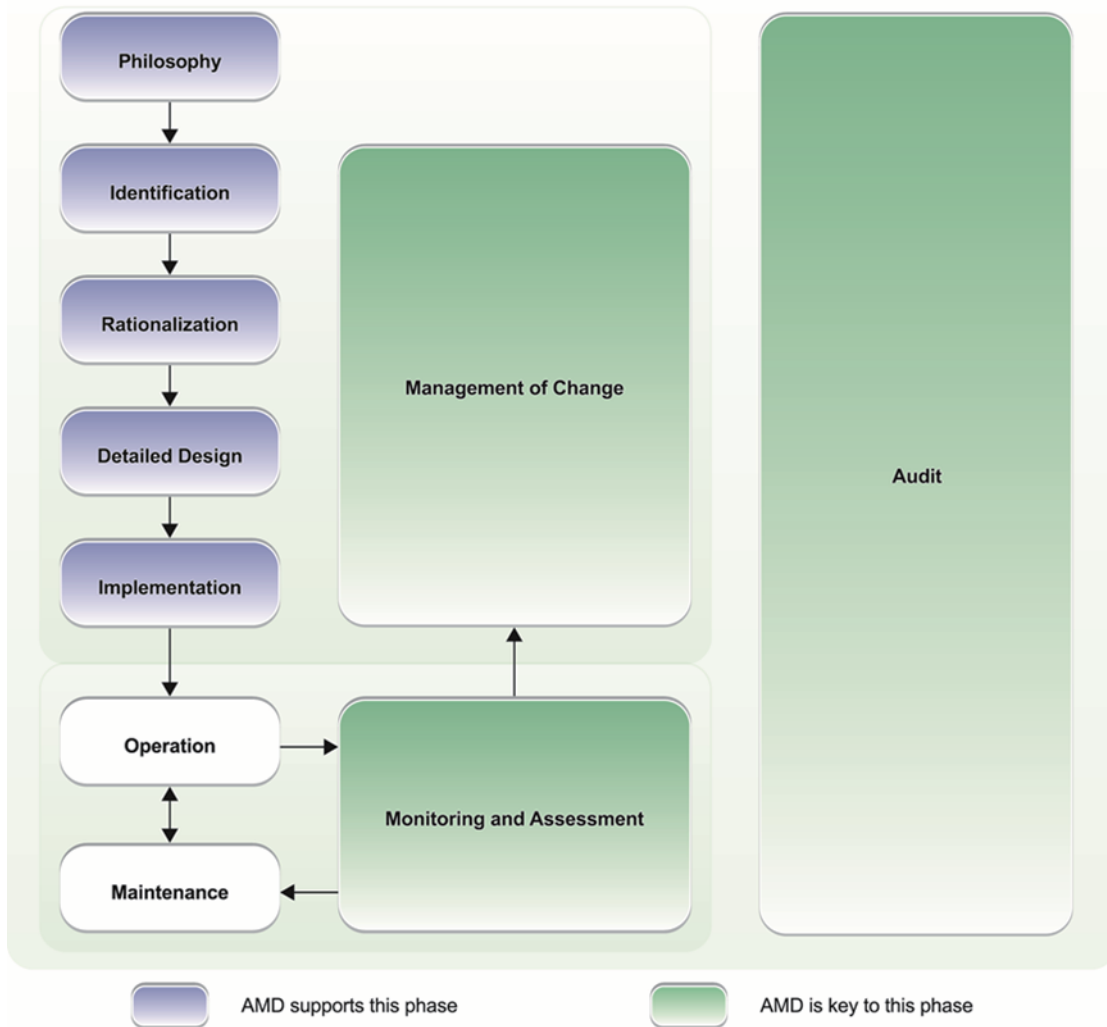 Philosophy
Identification
Rationalization
Detailed Design
Implementation
Operation
Maintenance
Management of Change
Monitoring and Assessment
Audit
AMD supports this phase
AMD is key to this phase